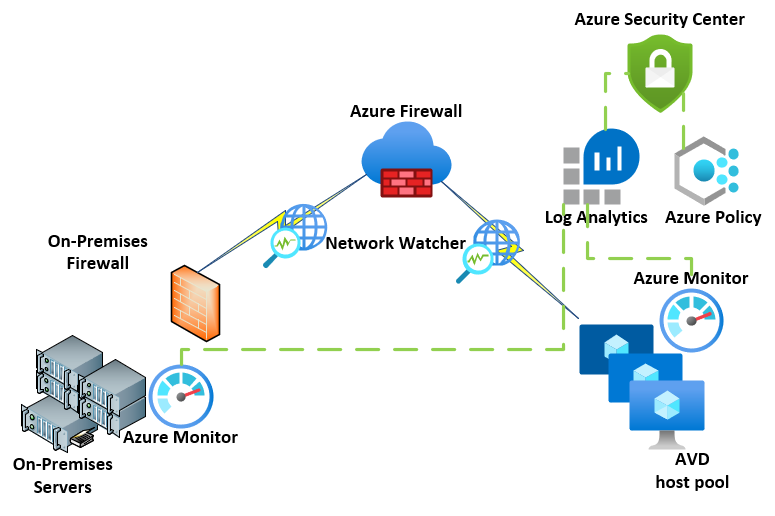 Azure Security Center
Azure Firewall
Log Analytics
Azure Policy
On-Premises
Firewall
Network Watcher
Azure Monitor
Azure Monitor
On-Premises
Servers
AVD
host pool